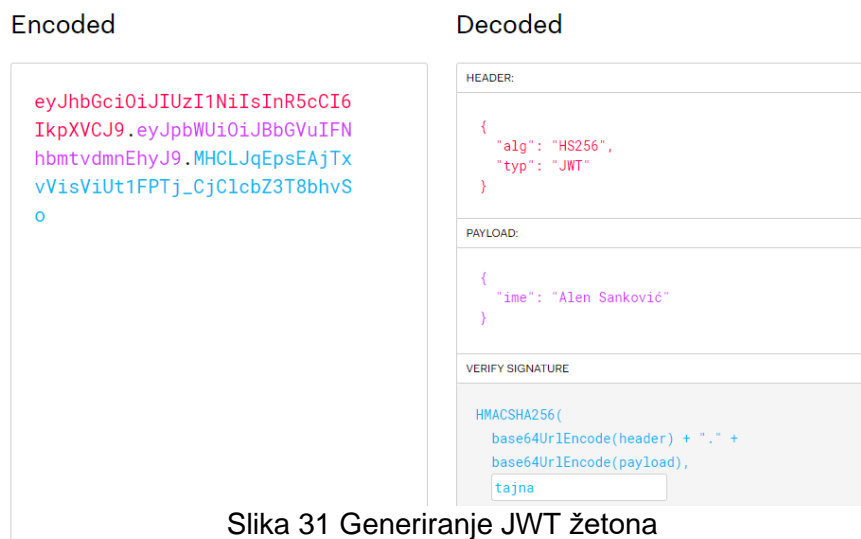 Encoded
eyJhbGciOiJIUzI1NiIsInR5cCI6
IkpXVCJ9.eyJpbWUiOiJBbGVuIFN
hbmtvdmnEhyJ9.MHCLJqEpsEAjTx
vVisViUt1FPTj_CjClcbZ3T8bhvS
o
Decoded
HEADER:
{
"alg": "HS256",
"typ": "JWT"
}
PAYLOAD:
{
"ime": "Alen Sanković"
}
VERIFY SIGNATURE
HMACSHA256(
base64UrlEncode(header) + "." +
base64UrlEncode(payload),
tajna
Slika 31 Generiranje JWT žetona